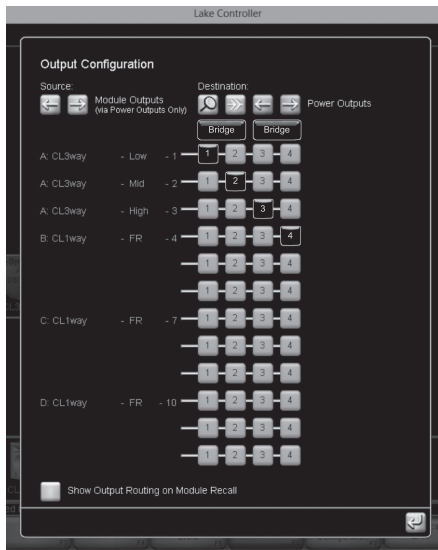 Lake Controller
Output Configuration
Source:
Destination:
Module Outputs
(via Power Outputs Only)
Power Outputs
Bridge Bridge
A: CL3way - Low - 1 1 2 3 4
A: CL3way - Mid - 2 1 2 3 4
A: CL3way - High - 3 1 2 3 4
B: CL1way - FR - 4 1 2 3 4
1 2 3 4
1 2 3 4
C: CL1way - FR - 7 1 2 3 4
1 2 3 4
1 2 3 4
D: CL1way - FR - 10 1 2 3 4
1 2 3 4
1 2 3 4
Show Output Routing on Module Recall